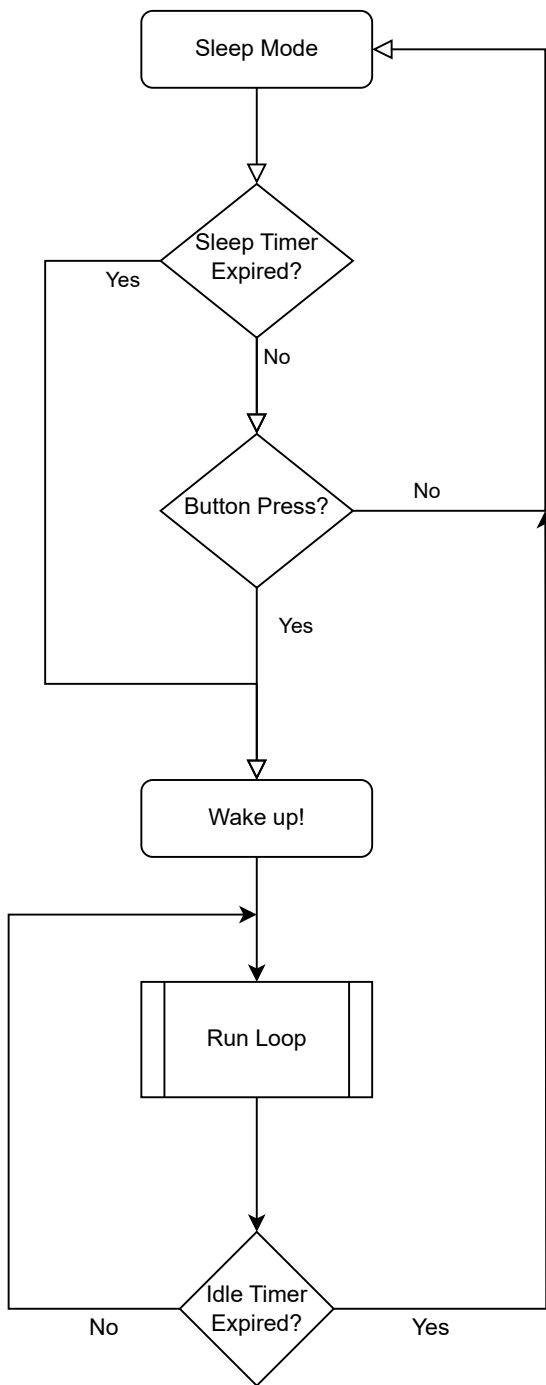 Sleep Mode
Sleep Timer
Expired?
Yes
No
Button Press?
No
Yes
Wake up!
Run Loop
Idle Timer
Expired?
No
Yes